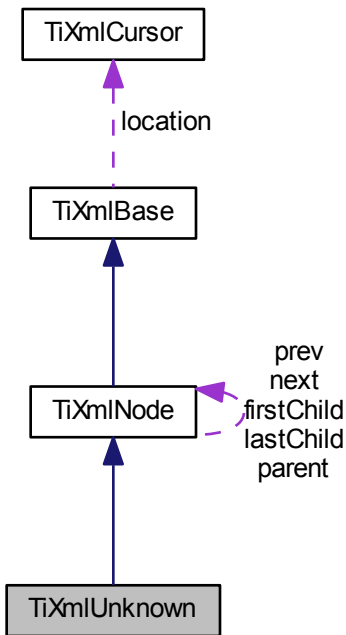 TiXmlCursor
location
TiXmlBase
prev
next
firstChild
TiXmlNode
lastChild
parent
TiXmlUnknown